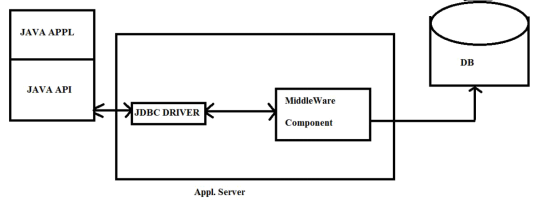 JAVA APPL
JAVA API
JDBC DRIVER
MiddleWare
Component
DB
Appl. Server